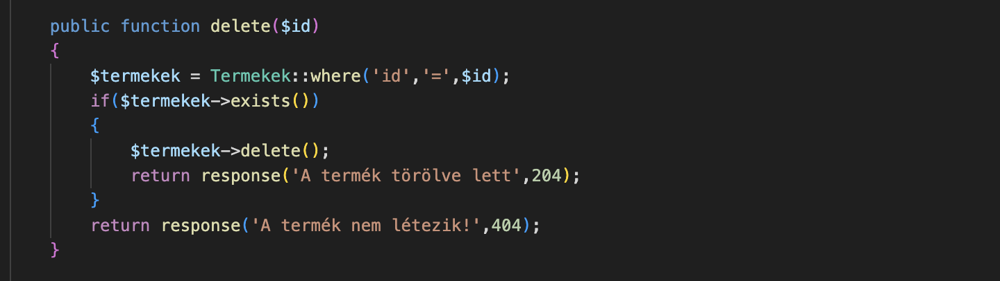 public function delete($id)
{
$termekek = Termekek::where('id','=',$id);
if($termekek->exists())
{
$termekek->delete();
return response('A termék törölve lett',204);
}
return response('A termék nem létezik!',404);
}